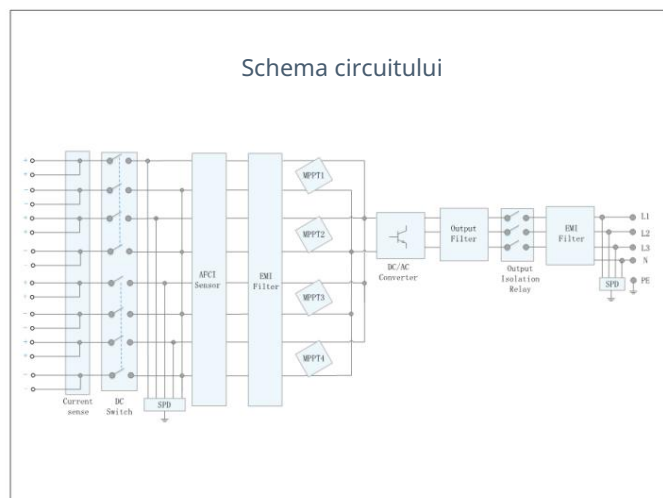 Schema circuitului
MPPT1
MPPT2
MPPT3
MPPT4
AFCI
Sensor
EMI
Filter
DC/AC
Converter
Output
Filter
Output
Isolation
Relay
EMI
Filter
L1
L2
L3
N
PE
SPD
Current
sense
DC
Switch
SPD